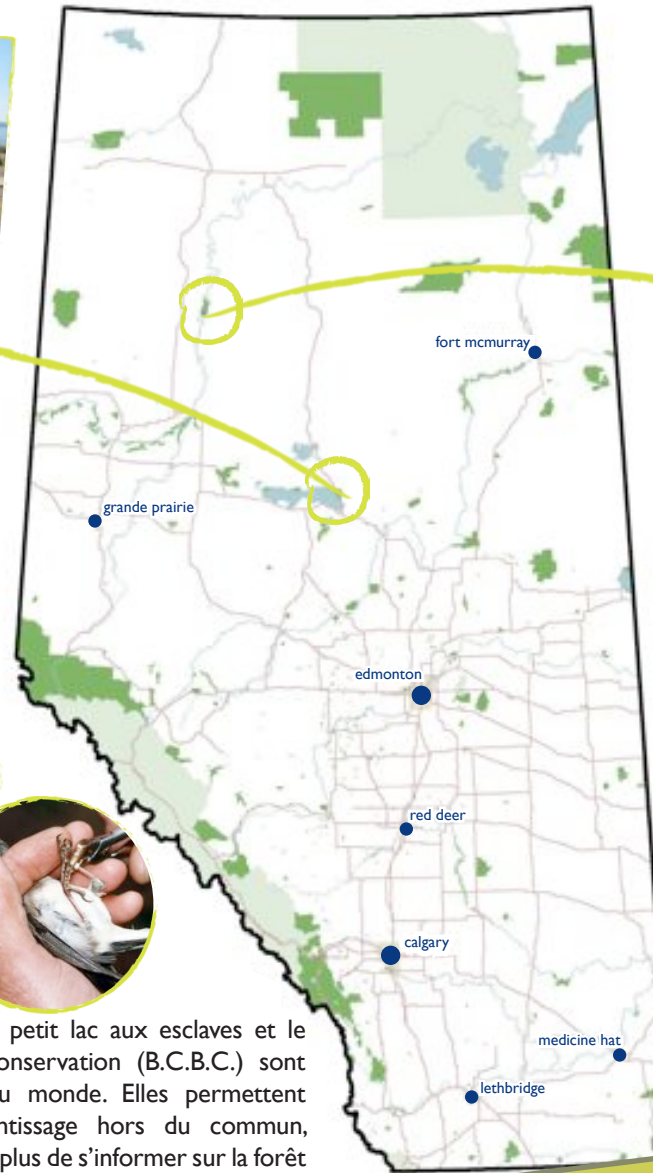 fort mcmurray
grande prairie
edmonton
red deer
calgary
medicine hat
lethbridge
petit lac aux esclaves et le
onservation (B.C.B.C.) sont
u monde. Elles permettent
ntissage hors du commun,
plus de s'informer sur la forêt